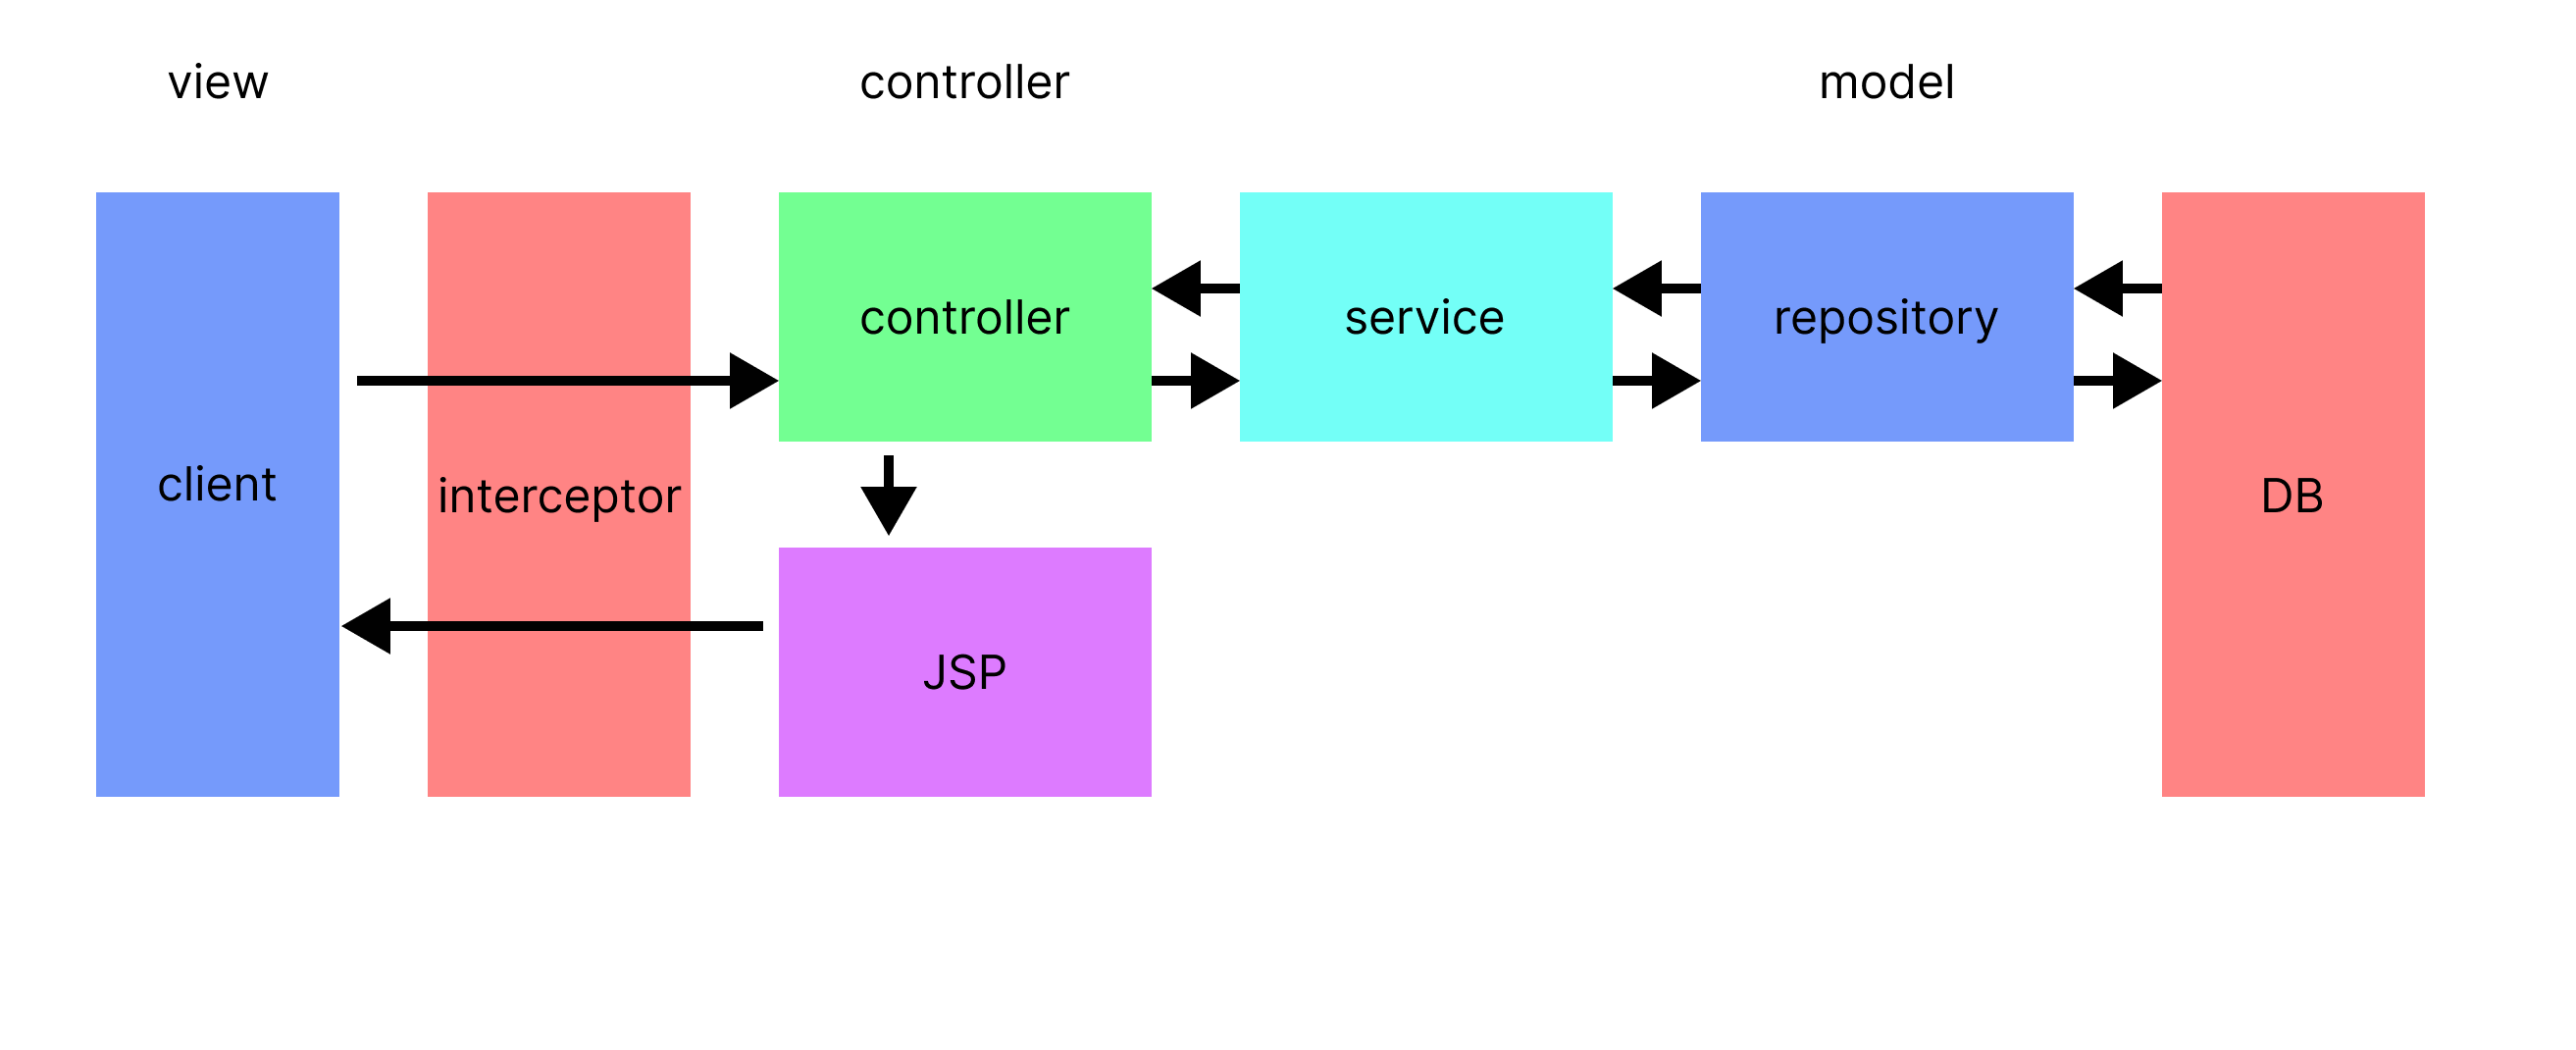 view
controller
model
client
interceptor
controller
service
repository
DB
JSP